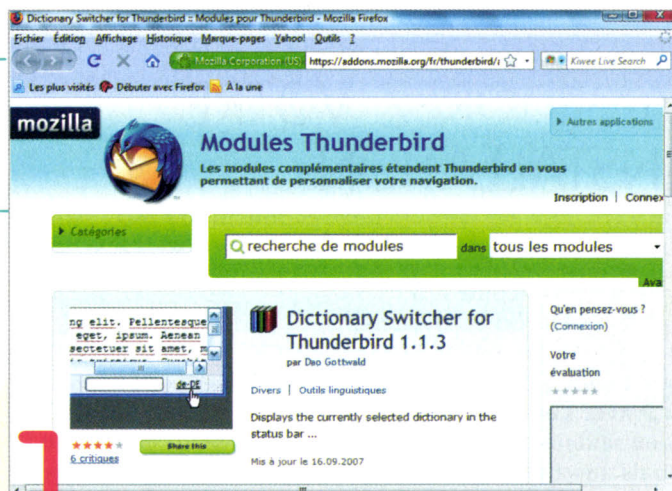 Dictionary Switcher for Thunderbird :: Modules pour Thunderbird - Mozilla Firefox
Fichier Édition Affichage Historique Marque-pages Yahoo! Outils ?
Mozilla Corporation (US) https://addons.mozilla.org/fr/thunderbird/ Kiwee Live Search
Les plus visités Débuter avec Firefox À la une
mozilla
Autres applications
Modules Thunderbird
Les modules complémentaires étendent Thunderbird en vous
permettant de personnaliser votre navigation.
Inscription | Connex
Catégories
recherche de modules dans tous les modules
Ava
ng elit. Pellentesque
eget, ipsum. Aenean
sectetuer sit amet, m
de-DE
6 critiques
Share this
Dictionary Switcher for
Thunderbird 1.1.3
par Dao Gottwald
Divers | Outils linguistiques
Displays the currently selected dictionary in the
status bar ...
Mis à jour le 16.09.2007
Qu'en pensez-vous ?
(Connexion)
Votre
évaluation